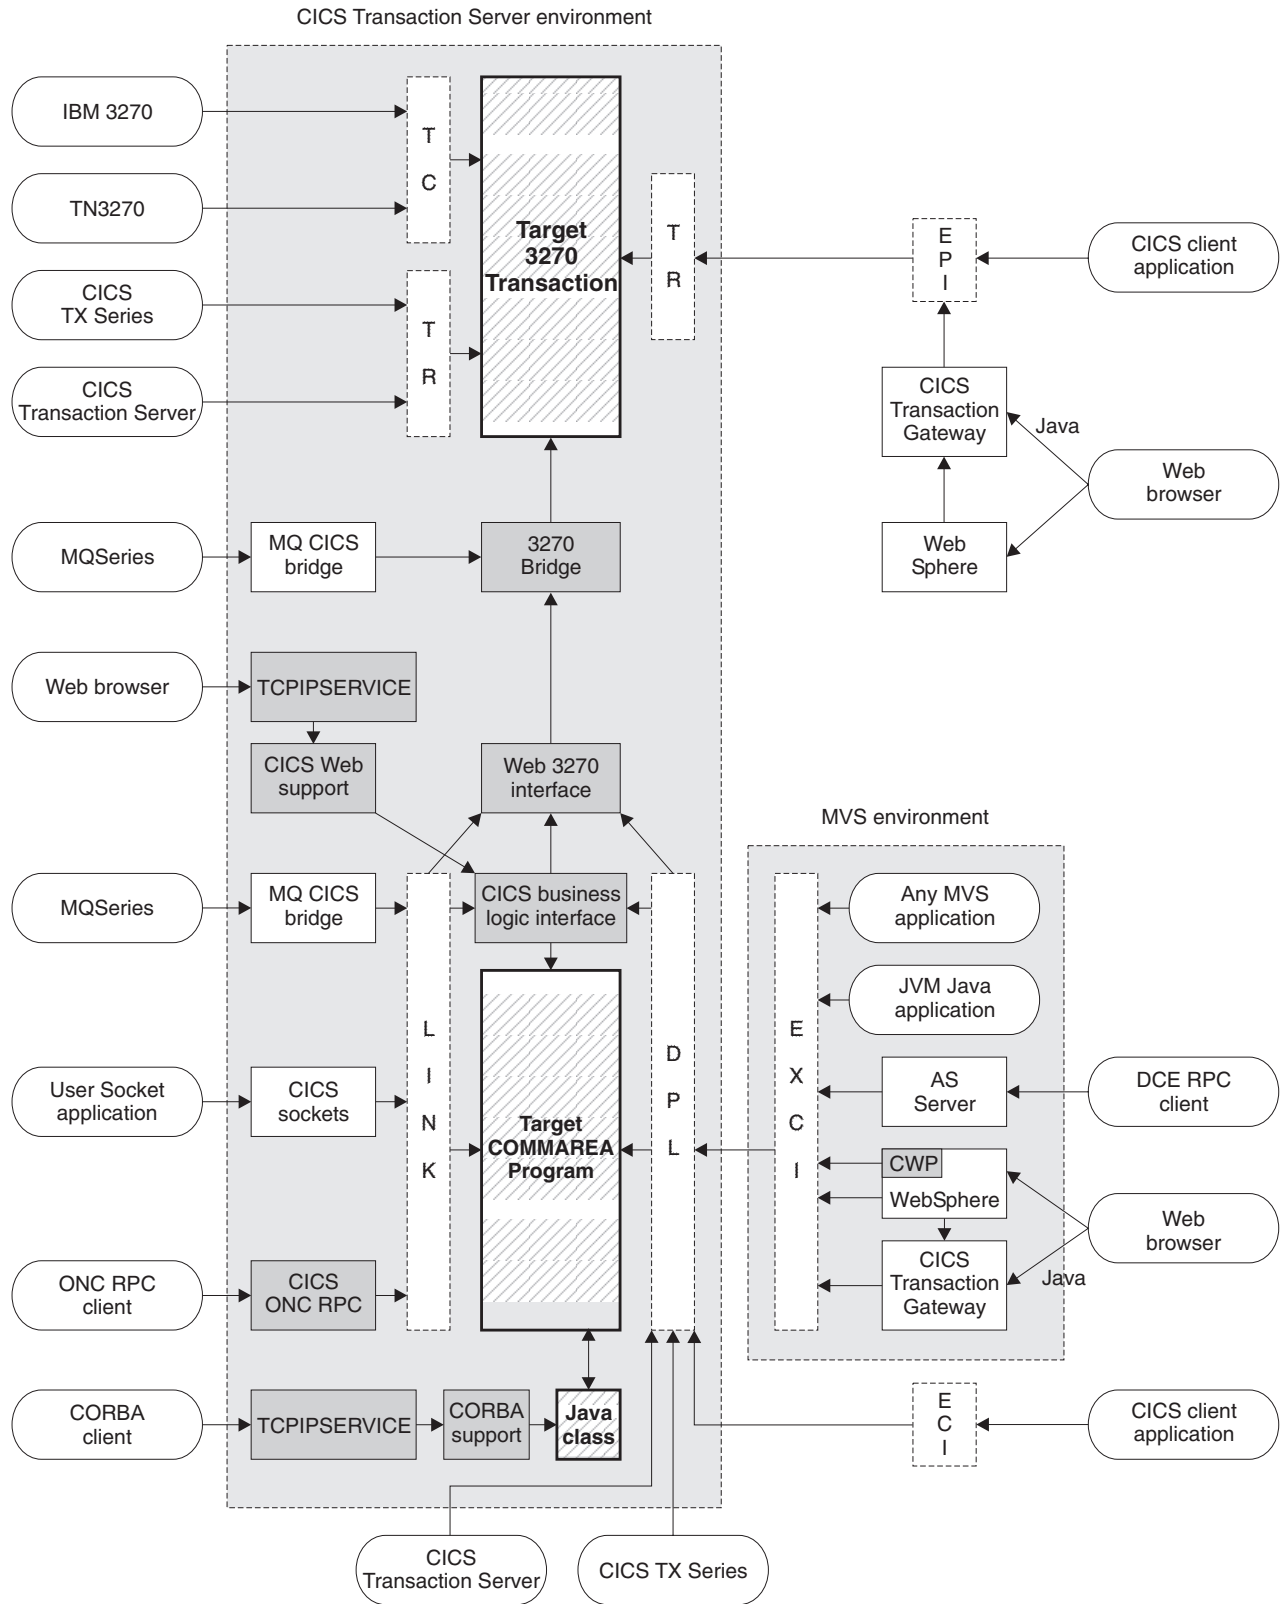 CICS Transaction Server environment
IBM 3270
T
C
TN3270
Target
3270
Transaction
T
R
E
P
I
CICS client
application
CICS
TX Series
T
R
CICS
Transaction Server
CICS
Transaction
Gateway
Java
Web
browser
Web
Sphere
MQSeries
MQ CICS
bridge
3270
Bridge
Web browser
TCPIPSERVICE
CICS Web
support
Web 3270
interface
MVS environment
MQSeries
MQ CICS
bridge
CICS business
logic interface
Any MVS
application
JVM Java
application
L
I
N
K
D
P
L
E
X
C
I
User Socket
application
CICS
sockets
Target
COMMAREA
Program
AS
Server
DCE RPC
client
CWP
WebSphere
Web
browser
ONC RPC
client
CICS
ONC RPC
CICS
Transaction
Gateway
Java
CORBA
client
TCPIPSERVICE
CORBA
support
Java
class
E
C
I
CICS client
application
CICS
Transaction Server
CICS TX Series